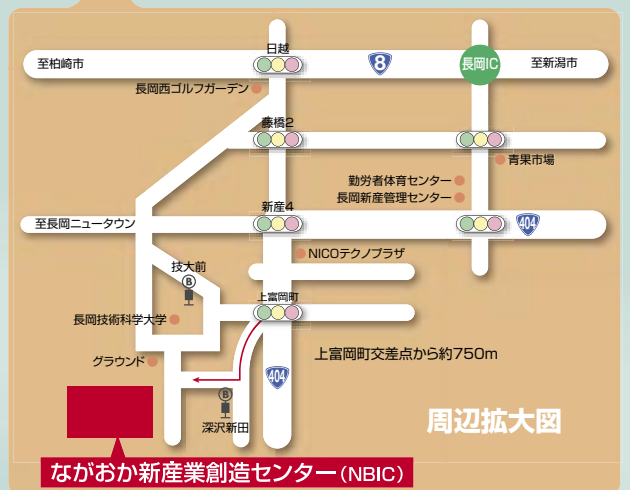 日越
至柏崎市
8
長岡IC
至新潟市
長岡西ゴルフガーデン
藤橋2
青果市場
勤労者体育センター
長岡新産管理センター
新産4
至長岡ニュータウン
404
NICOテクノプラザ
技大前
B
上富岡町
長岡技術科学大学
上富岡町交差点から約750m
グラウンド
404
B
深沢新田
周辺拡大図
ながおか新産業創造センター(NBIC)